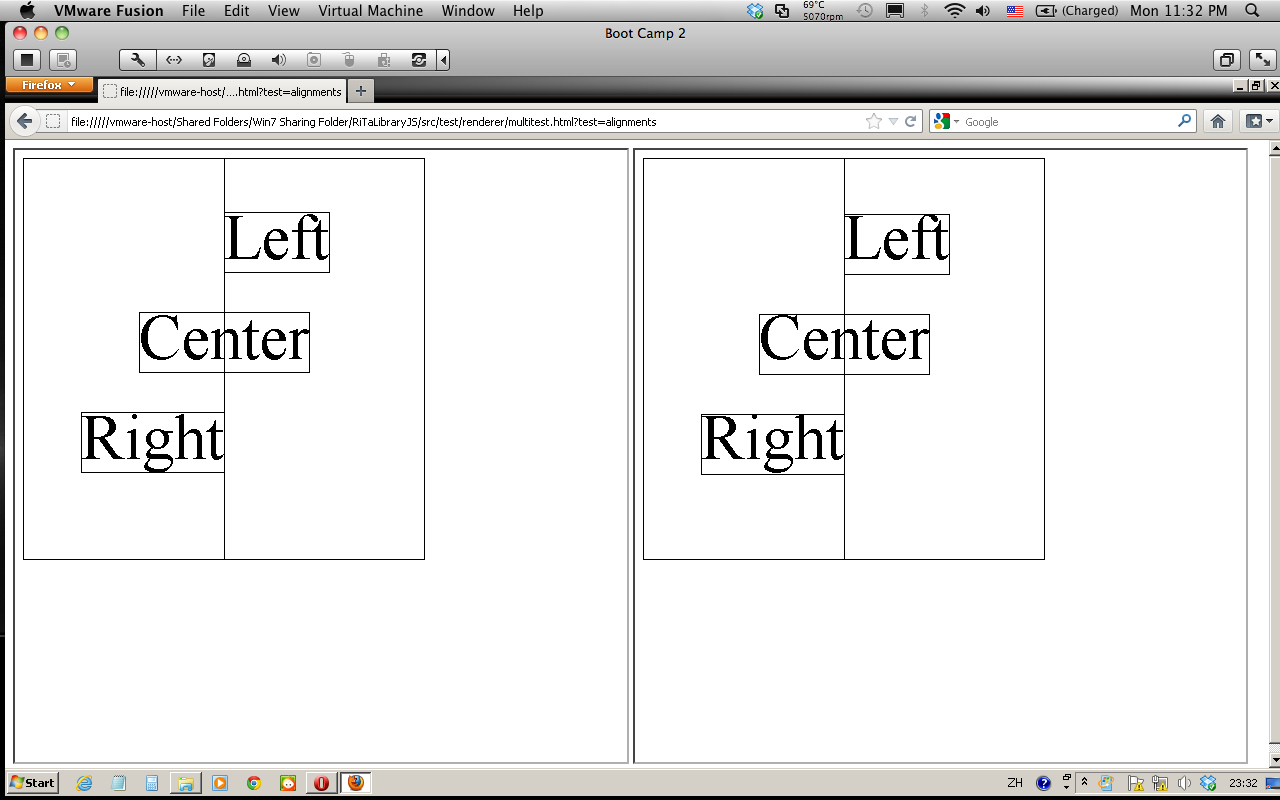 VMware Fusion File Edit View Virtual Machine Window Help 69°C 5070rpm (Charged) Mon 11:32 PM
Boot Camp 2
Firefox
file://///vmware-host/....html?test=alignments
file://///vmware-host/Shared Folders/Win7 Sharing Folder/RiTaLibraryJS/src/test/renderer/multitest.html?test=alignments
Google
Left
Center
Right
Left
Center
Right
Start ZH 23:32